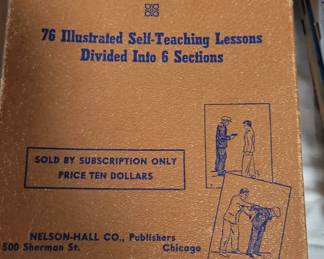 76 Illustrated Self-Teaching Lessons
Divided Into 6 Sections
SOLD BY SUBSCRIPTION ONLY
PRICE TEN DOLLARS
NELSON-HALL CO., Publishers
500 Sherman St. Chicago